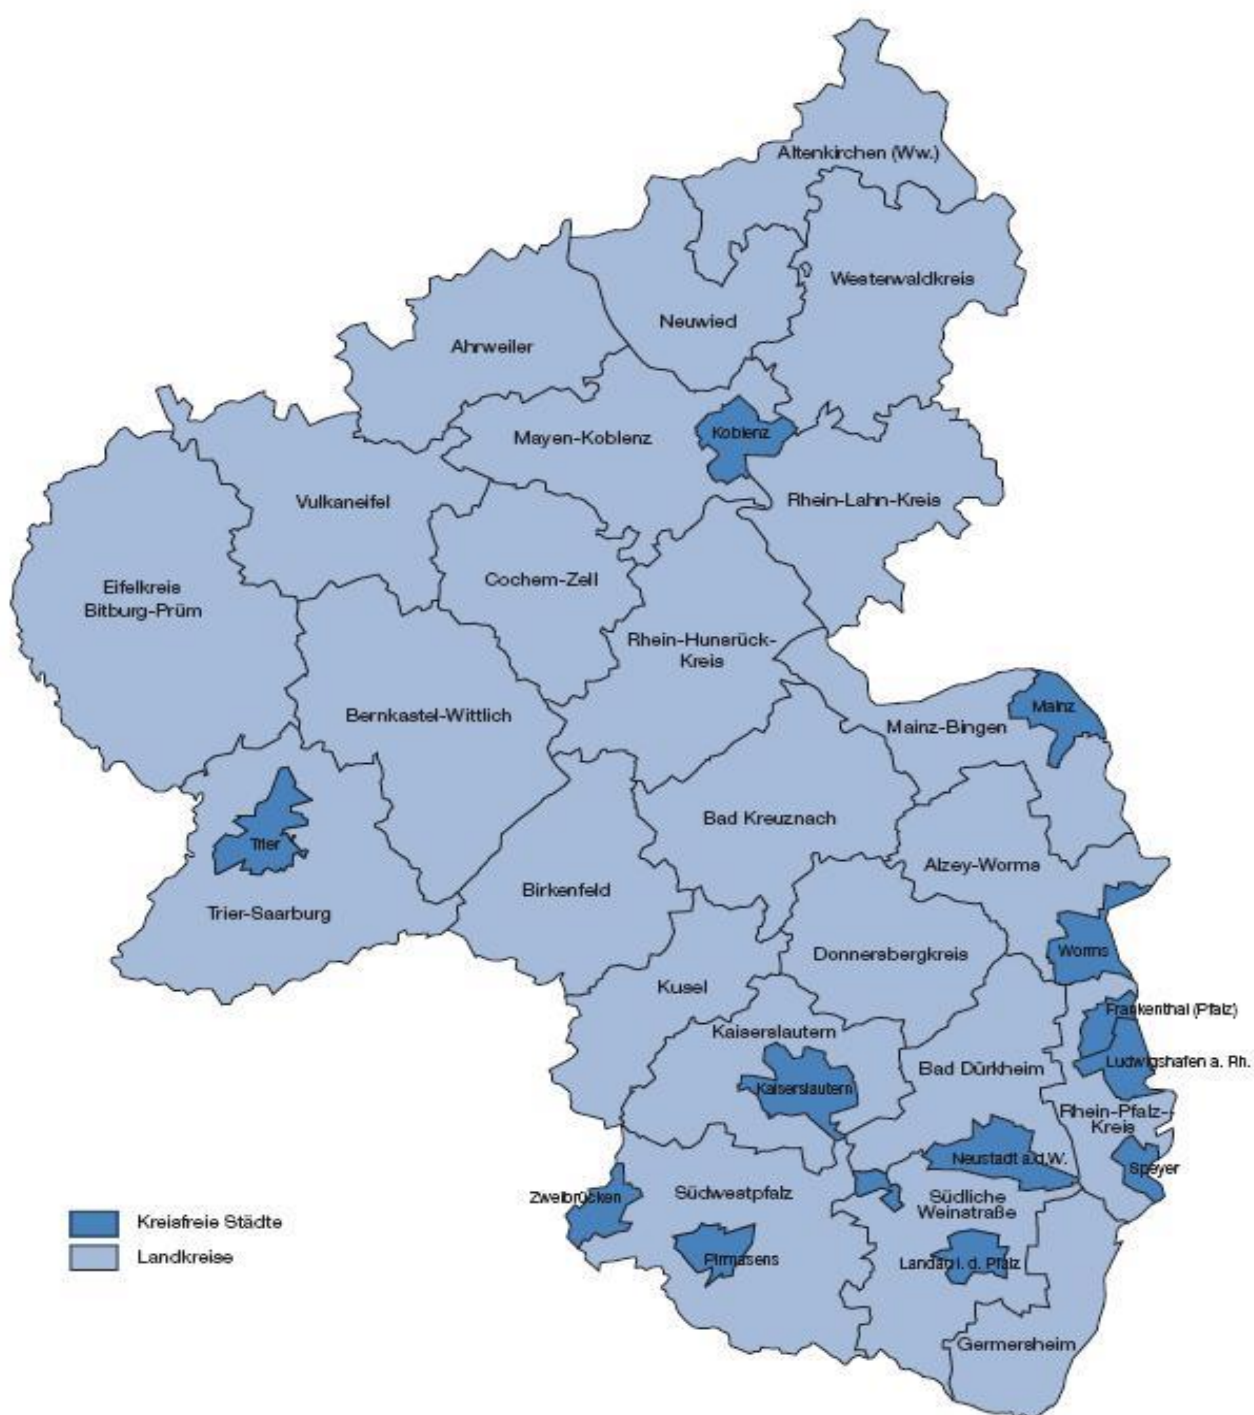 Altenkirchen (Ww.)
Westerwaldkreis
Neuwied
Ahrweiler
Koblenz
Mayen-Koblenz
Vulkaneifel
Rhein-Lahn-Kreis
Cochem-Zell
Eifelkreis
Bitburg-Prüm
Rhein-Hunsrück-
Kreis
Bernkastel-Wittlich
Mainz
Mainz-Bingen
Bad Kreuznach
Trier
Alzey-Worms
Birkenfeld
Trier-Saarburg
Donnersbergkreis
Worms
Kusel
Frankenthal (Pfalz)
Kaiserslautern
Ludwigshafen a. Rh.
Bad Dürkheim
Kaiserslautern
Rhein-Pfalz-
Kreis
Neustadt a.d.W.
Speyer
Zweibrücken
Südwestpfalz
Südliche
Weinstraße
Kreisfreie Städte
Landkreise
Pirmasens
Landau i. d. Pfalz
Germersheim